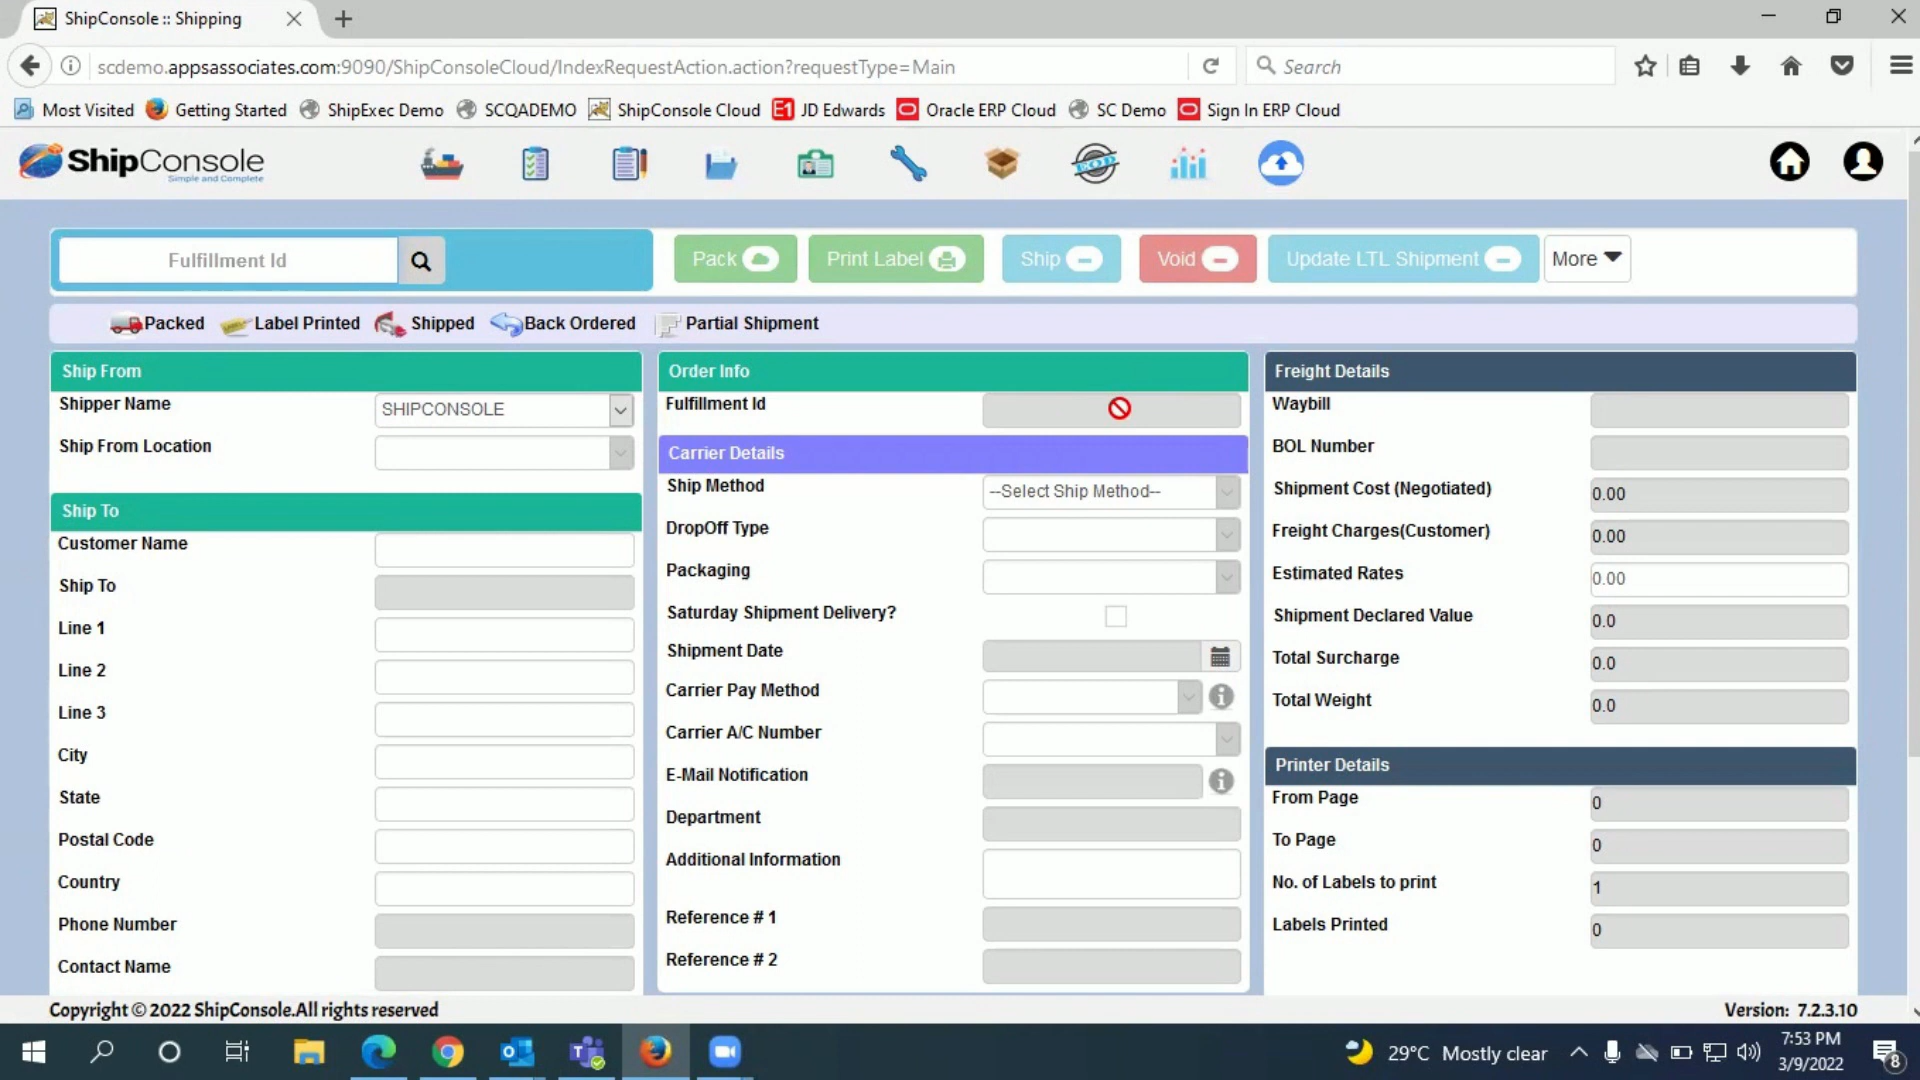 ShipConsole :: Shipping
scdemo.appsassociates.com:9090/ShipConsoleCloud/IndexRequestAction.action?requestType=Main
Search
Most Visited Getting Started ShipExec Demo SCQADEMO ShipConsole Cloud E1 JD Edwards Oracle ERP Cloud SC Demo Sign In ERP Cloud
ShipConsole
Simple and Complete
EOD
Fulfillment Id
Pack Print Label Ship Void Update LTL Shipment More
Packed Label Printed Shipped Back Ordered Partial Shipment
Ship From
Shipper Name SHIPCONSOLE
Ship From Location
Ship To
Customer Name
Ship To
Line 1
Line 2
Line 3
City
State
Postal Code
Country
Phone Number
Contact Name
Order Info
Fulfillment Id
Carrier Details
Ship Method --Select Ship Method--
DropOff Type
Packaging
Saturday Shipment Delivery?
Shipment Date
Carrier Pay Method
Carrier A/C Number
E-Mail Notification
Department
Additional Information
Reference # 1
Reference # 2
Freight Details
Waybill
BOL Number
Shipment Cost (Negotiated) 0.00
Freight Charges(Customer) 0.00
Estimated Rates 0.00
Shipment Declared Value 0.0
Total Surcharge 0.0
Total Weight 0.0
Printer Details
From Page 0
To Page 0
No. of Labels to print 1
Labels Printed 0
Copyright © 2022 ShipConsole.All rights reserved
Version: 7.2.3.10
29°C Mostly clear
7:53 PM
3/9/2022
8